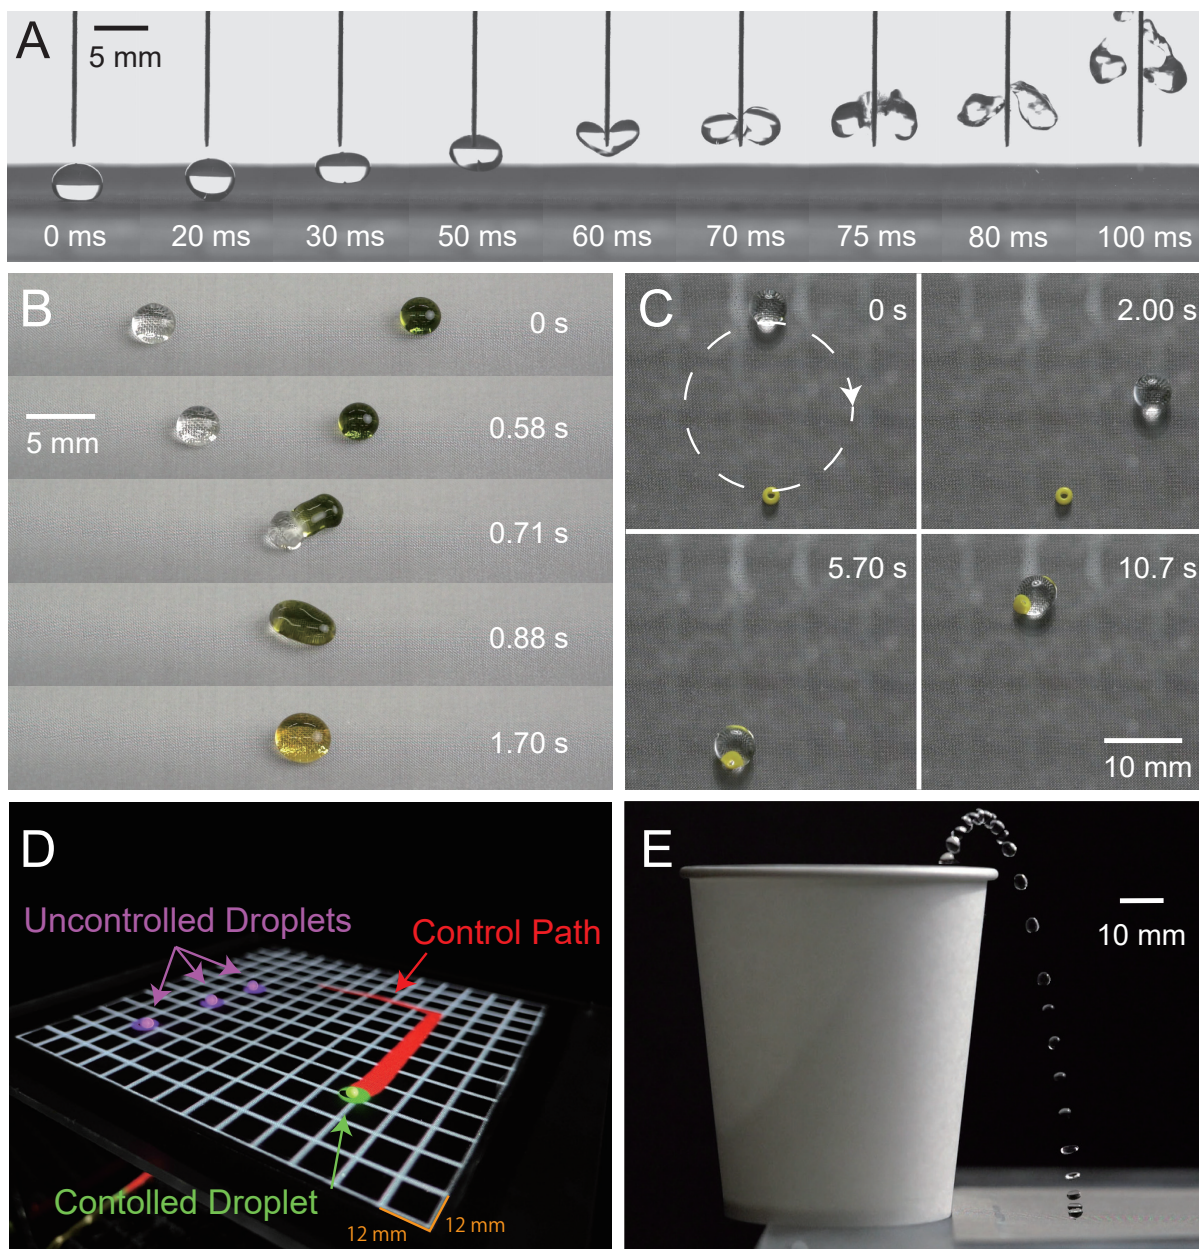 A
5 mm
0 ms
20 ms
30 ms
50 ms
60 ms
70 ms
75 ms
80 ms
100 ms
B
0 s
0.58 s
5 mm
0.71 s
0.88 s
1.70 s
C
0 s
2.00 s
5.70 s
10.7 s
10 mm
D
Uncontrolled Droplets
Control Path
Contolled Droplet
12 mm
12 mm
E
10 mm